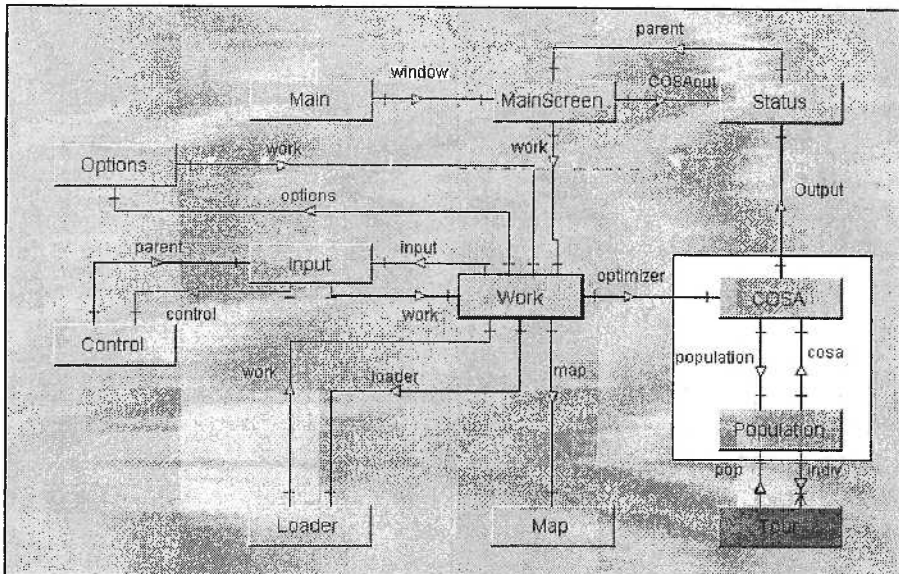 parent
window
COSAout
Main
MainScreen
Status
work
work
Options
options
Output
parent
input
Input
optimizer
Work
COSA
control
work
Control
population
cosa
map
work
loader
Population
pop
indiv
Loader
Map
Tour